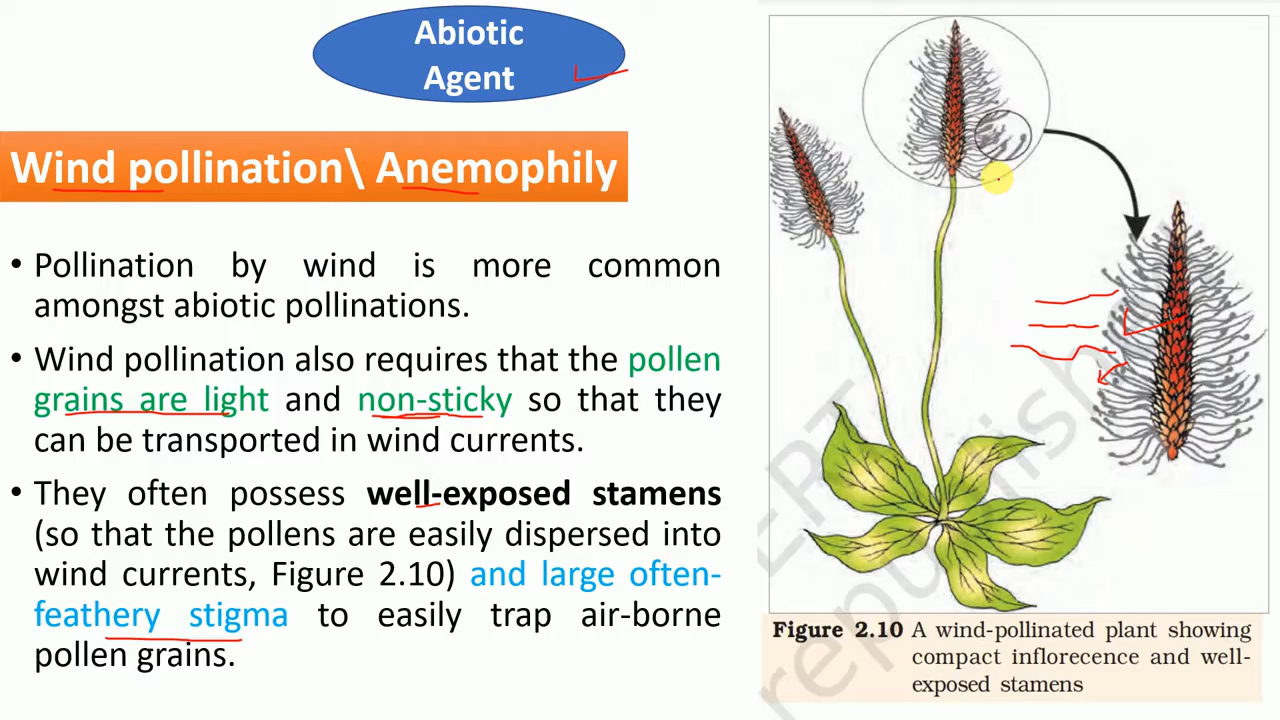 Abiotic
Agent
Wind pollination\ Anemophily
• Pollination by wind is more common
amongst abiotic pollinations.
• Wind pollination also requires that the pollen
grains are light and non-sticky so that they
can be transported in wind currents.
• They often possess well-exposed stamens
(so that the pollens are easily dispersed into
wind currents, Figure 2.10) and large often-
feathery stigma to easily trap air-borne
pollen grains.
Figure 2.10 A wind-pollinated plant showing
compact inflorecence and well-
exposed stamens
republish